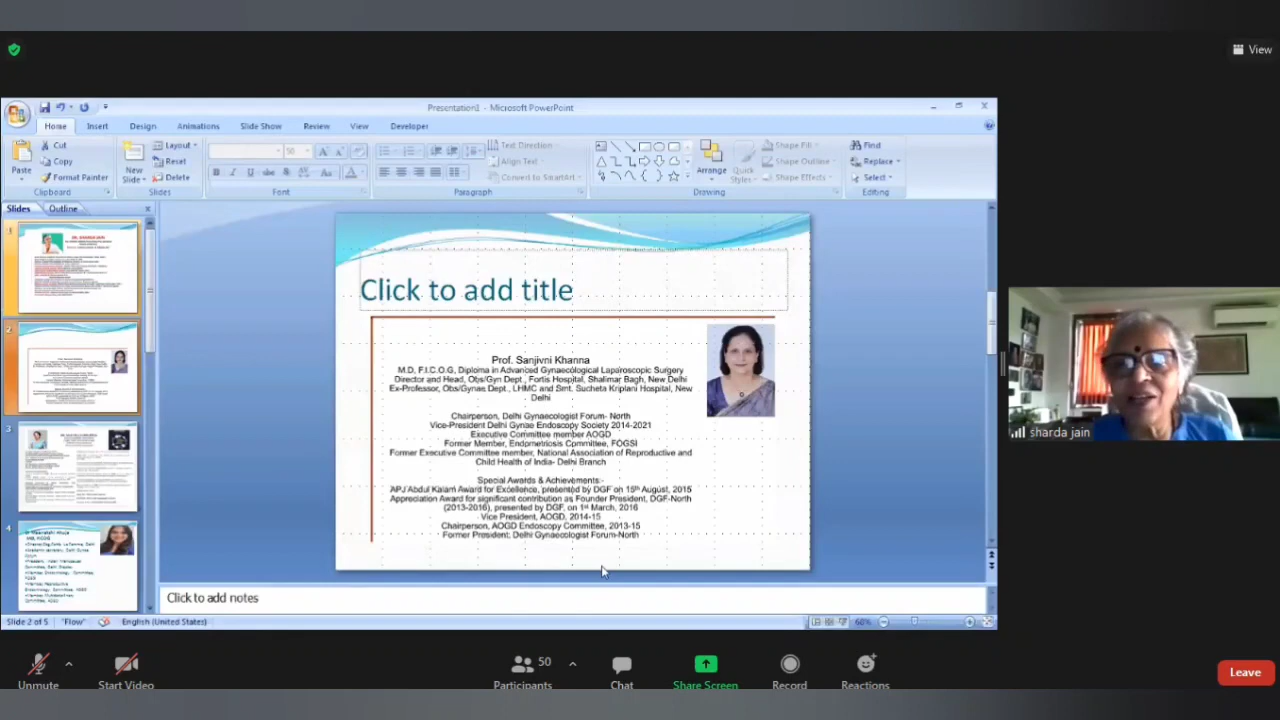 View
Presentation1 - Microsoft PowerPoint
Home Insert Design Animations Slide Show Review View Developer
Paste
Cut
Copy
Format Painter
Clipboard
New Slide
Layout
Reset
Delete
Slides
Font
Text Direction
Align Text
Convert to SmartArt
Paragraph
Arrange
Quick Styles
Shape Fill
Shape Outline
Shape Effects
Drawing
Find
Replace
Select
Editing
Slides Outline
1
2
3
4
Click to add title
Prof. Sanjivni Khanna
M.D, F.I.C.O.G, Diploma in Advanced Gynaecological Laparoscopic Surgery
Director and Head, Obs/Gyn Dept., Fortis Hospital, Shalimar Bagh, New Delhi
Ex-Professor, Obs/Gynae Dept., LHMC and Smt. Sucheta Kriplani Hospital, New
Delhi
Chairperson, Delhi Gynaecologist Forum- North
Vice-President Delhi Gynae Endoscopy Society 2014-2021
Executive Committee member AOGD
Former Member, Endometriosis Committee, FOGSI
Former Executive Committee member, National Association of Reproductive and
Child Health of India- Delhi Branch
Special Awards & Achievements:-
APJ Abdul Kalam Award for Excellence, presented by DGF on 15th August, 2015
Appreciation Award for significant contribution as Founder President, DGF-North
(2013-2016), presented by DGF, on 1st March, 2016
Vice President, AOGD, 2014-15
Chairperson, AOGD Endoscopy Committee, 2013-15
Former President: Delhi Gynaecologist Forum-North
sharda jain
Click to add notes
Slide 2 of 5 "Flow" English (United States) 60%
Unmute Start Video Participants 50 Chat Share Screen Record Reactions Leave